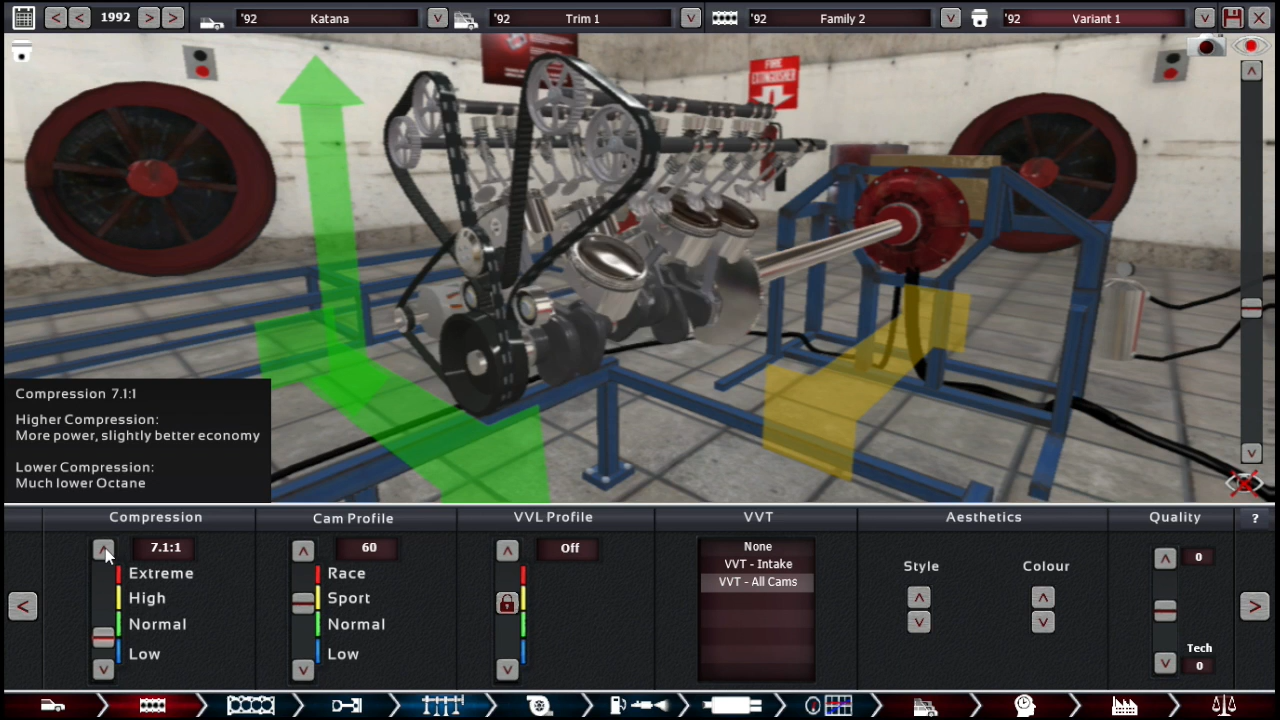 1992
'92 Katana
'92 Trim 1
'92 Family 2
'92 Variant 1
FIRE
EXTINGUISHER
Compression 7.1:1
Higher Compression:
More power, slightly better economy
Lower Compression:
Much lower Octane
Compression
Cam Profile
VVL Profile
VVT
Aesthetics
Quality
?
7.1:1
Extreme
High
Normal
Low
60
Race
Sport
Normal
Low
Off
None
VVT - Intake
VVT - All Cams
Style
Colour
0
Tech
0